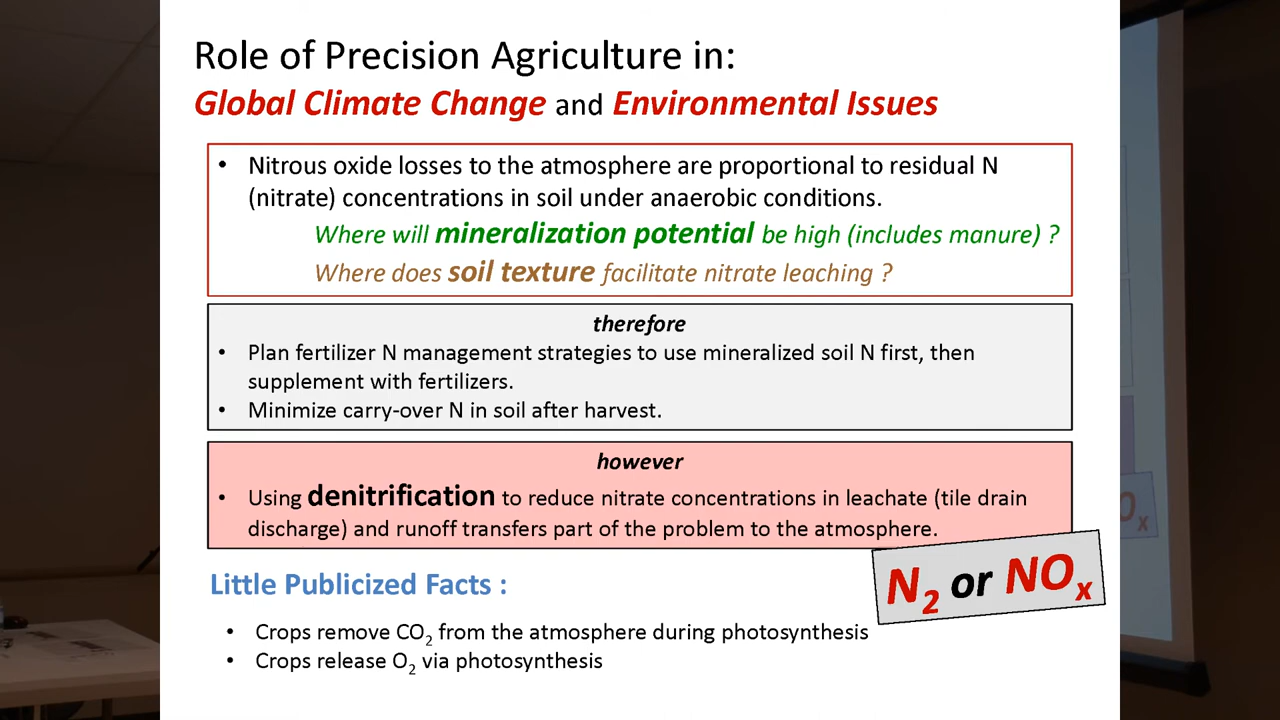 Role of Precision Agriculture in:
Global Climate Change and Environmental Issues
• Nitrous oxide losses to the atmosphere are proportional to residual N
(nitrate) concentrations in soil under anaerobic conditions.
Where will mineralization potential be high (includes manure) ?
Where does soil texture facilitate nitrate leaching ?
therefore
• Plan fertilizer N management strategies to use mineralized soil N first, then
supplement with fertilizers.
• Minimize carry-over N in soil after harvest.
however
• Using denitrification to reduce nitrate concentrations in leachate (tile drain
discharge) and runoff transfers part of the problem to the atmosphere.
N₂ or NOₓ
Little Publicized Facts :
• Crops remove CO₂ from the atmosphere during photosynthesis
• Crops release O₂ via photosynthesis